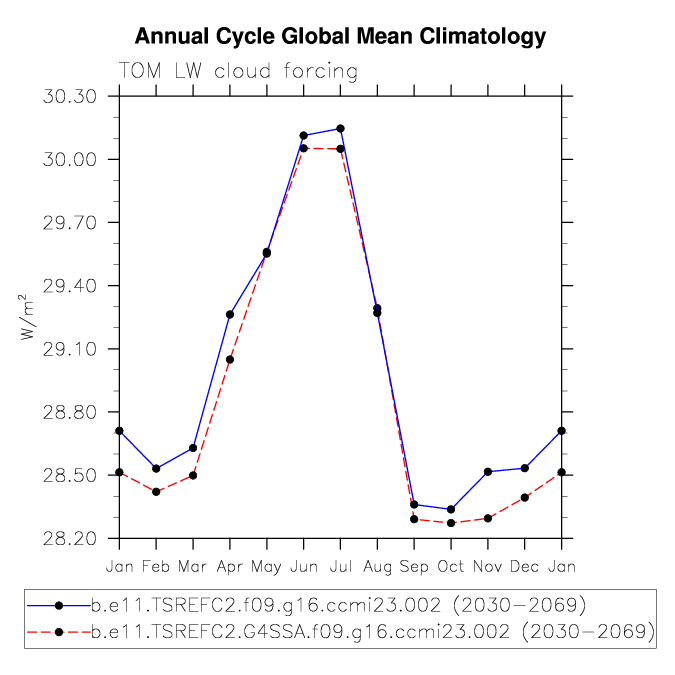 Annual Cycle Global Mean Climatology
TOM LW cloud forcing
30.30
30.00
29.70
29.40
29.10
28.80
28.50
28.20
W/m²
Jan Feb Mar Apr May Jun Jul Aug Sep Oct Nov Dec Jan
b.e11.TSREFC2.f09.g16.ccmi23.002 (2030-2069)
b.e11.TSREFC2.G4SSA.f09.g16.ccmi23.002 (2030-2069)